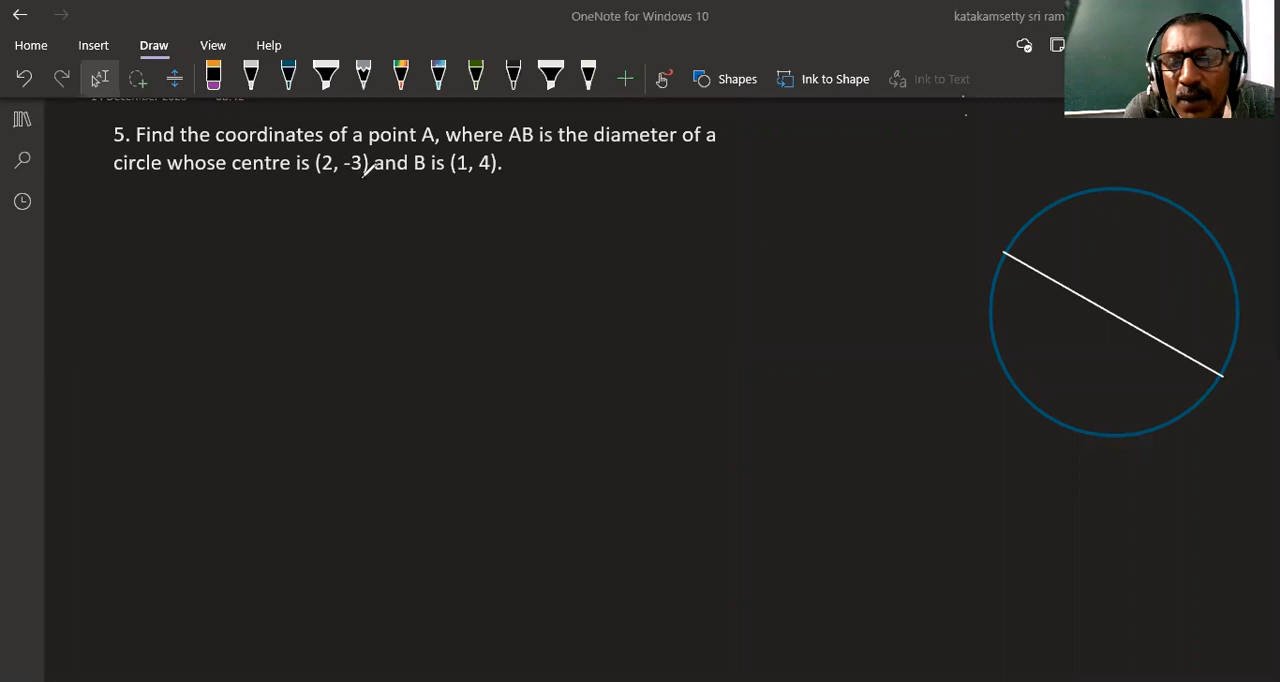 OneNote for Windows 10
katakamsetty sri ram
Home Insert Draw View Help
Shapes Ink to Shape Ink to Text
5. Find the coordinates of a point A, where AB is the diameter of a
circle whose centre is (2, -3) and B is (1, 4).